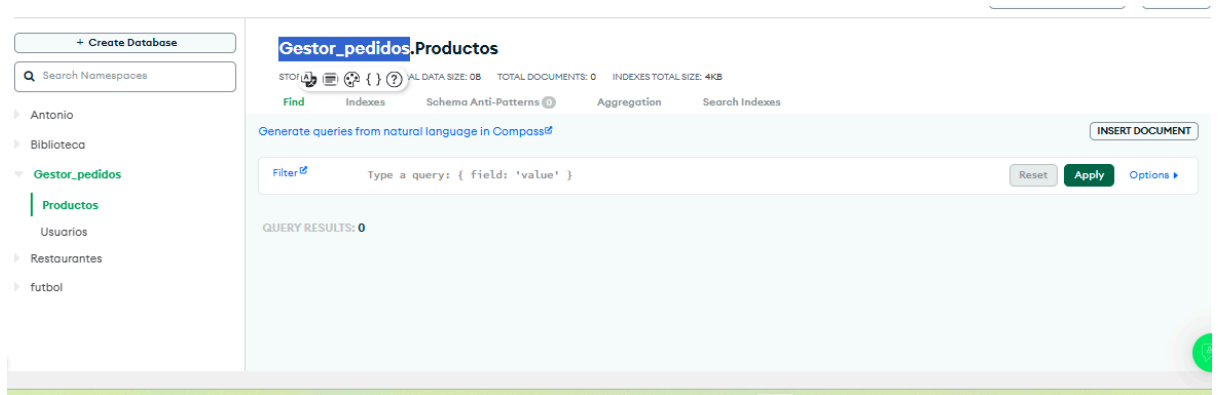 + Create Database
Search Namespaces
Antonio
Biblioteca
Gestor_pedidos
Productos
Usuarios
Restaurantes
futbol
Gestor_pedidos.Productos
AL DATA SIZE: 0B TOTAL DOCUMENTS: 0 INDEXES TOTAL SIZE: 4KB
Find Indexes Schema Anti-Patterns 0 Aggregation Search Indexes
Generate queries from natural language in Compass
INSERT DOCUMENT
Filter Type a query: { field: 'value' } Reset Apply Options
QUERY RESULTS: 0